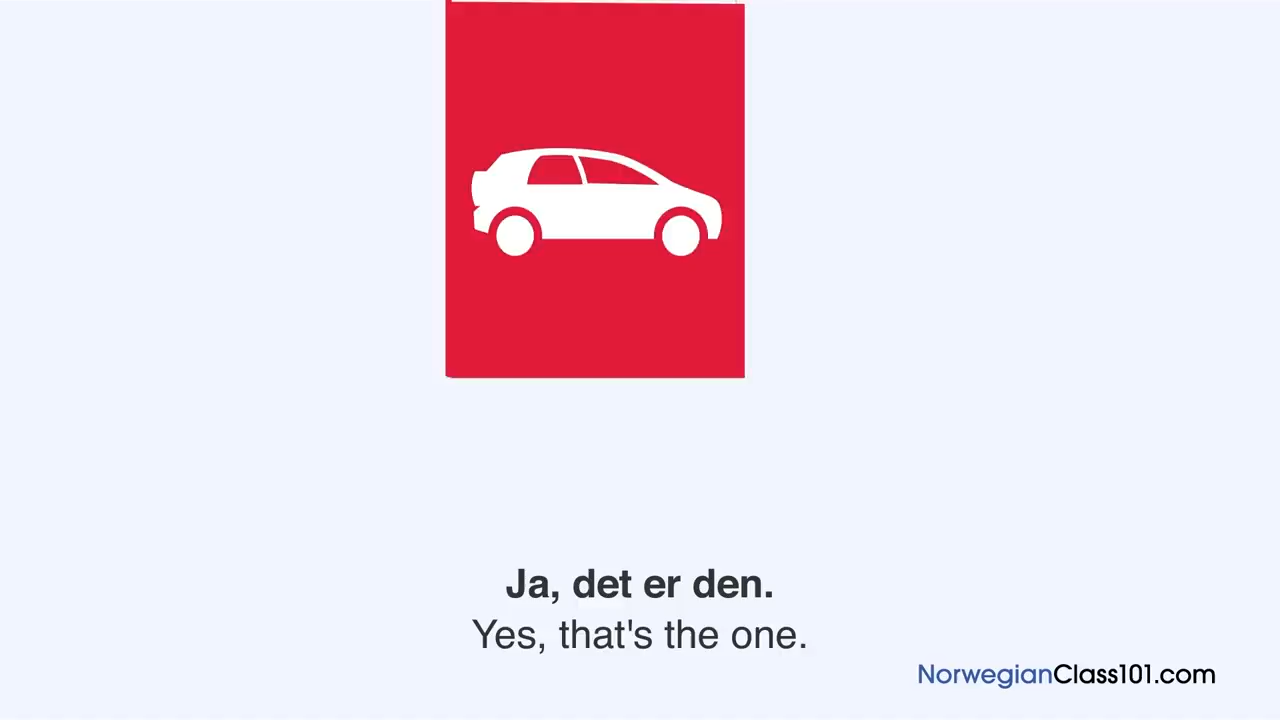 Ja, det er den.
Yes, that's the one.
NorwegianClass101.com